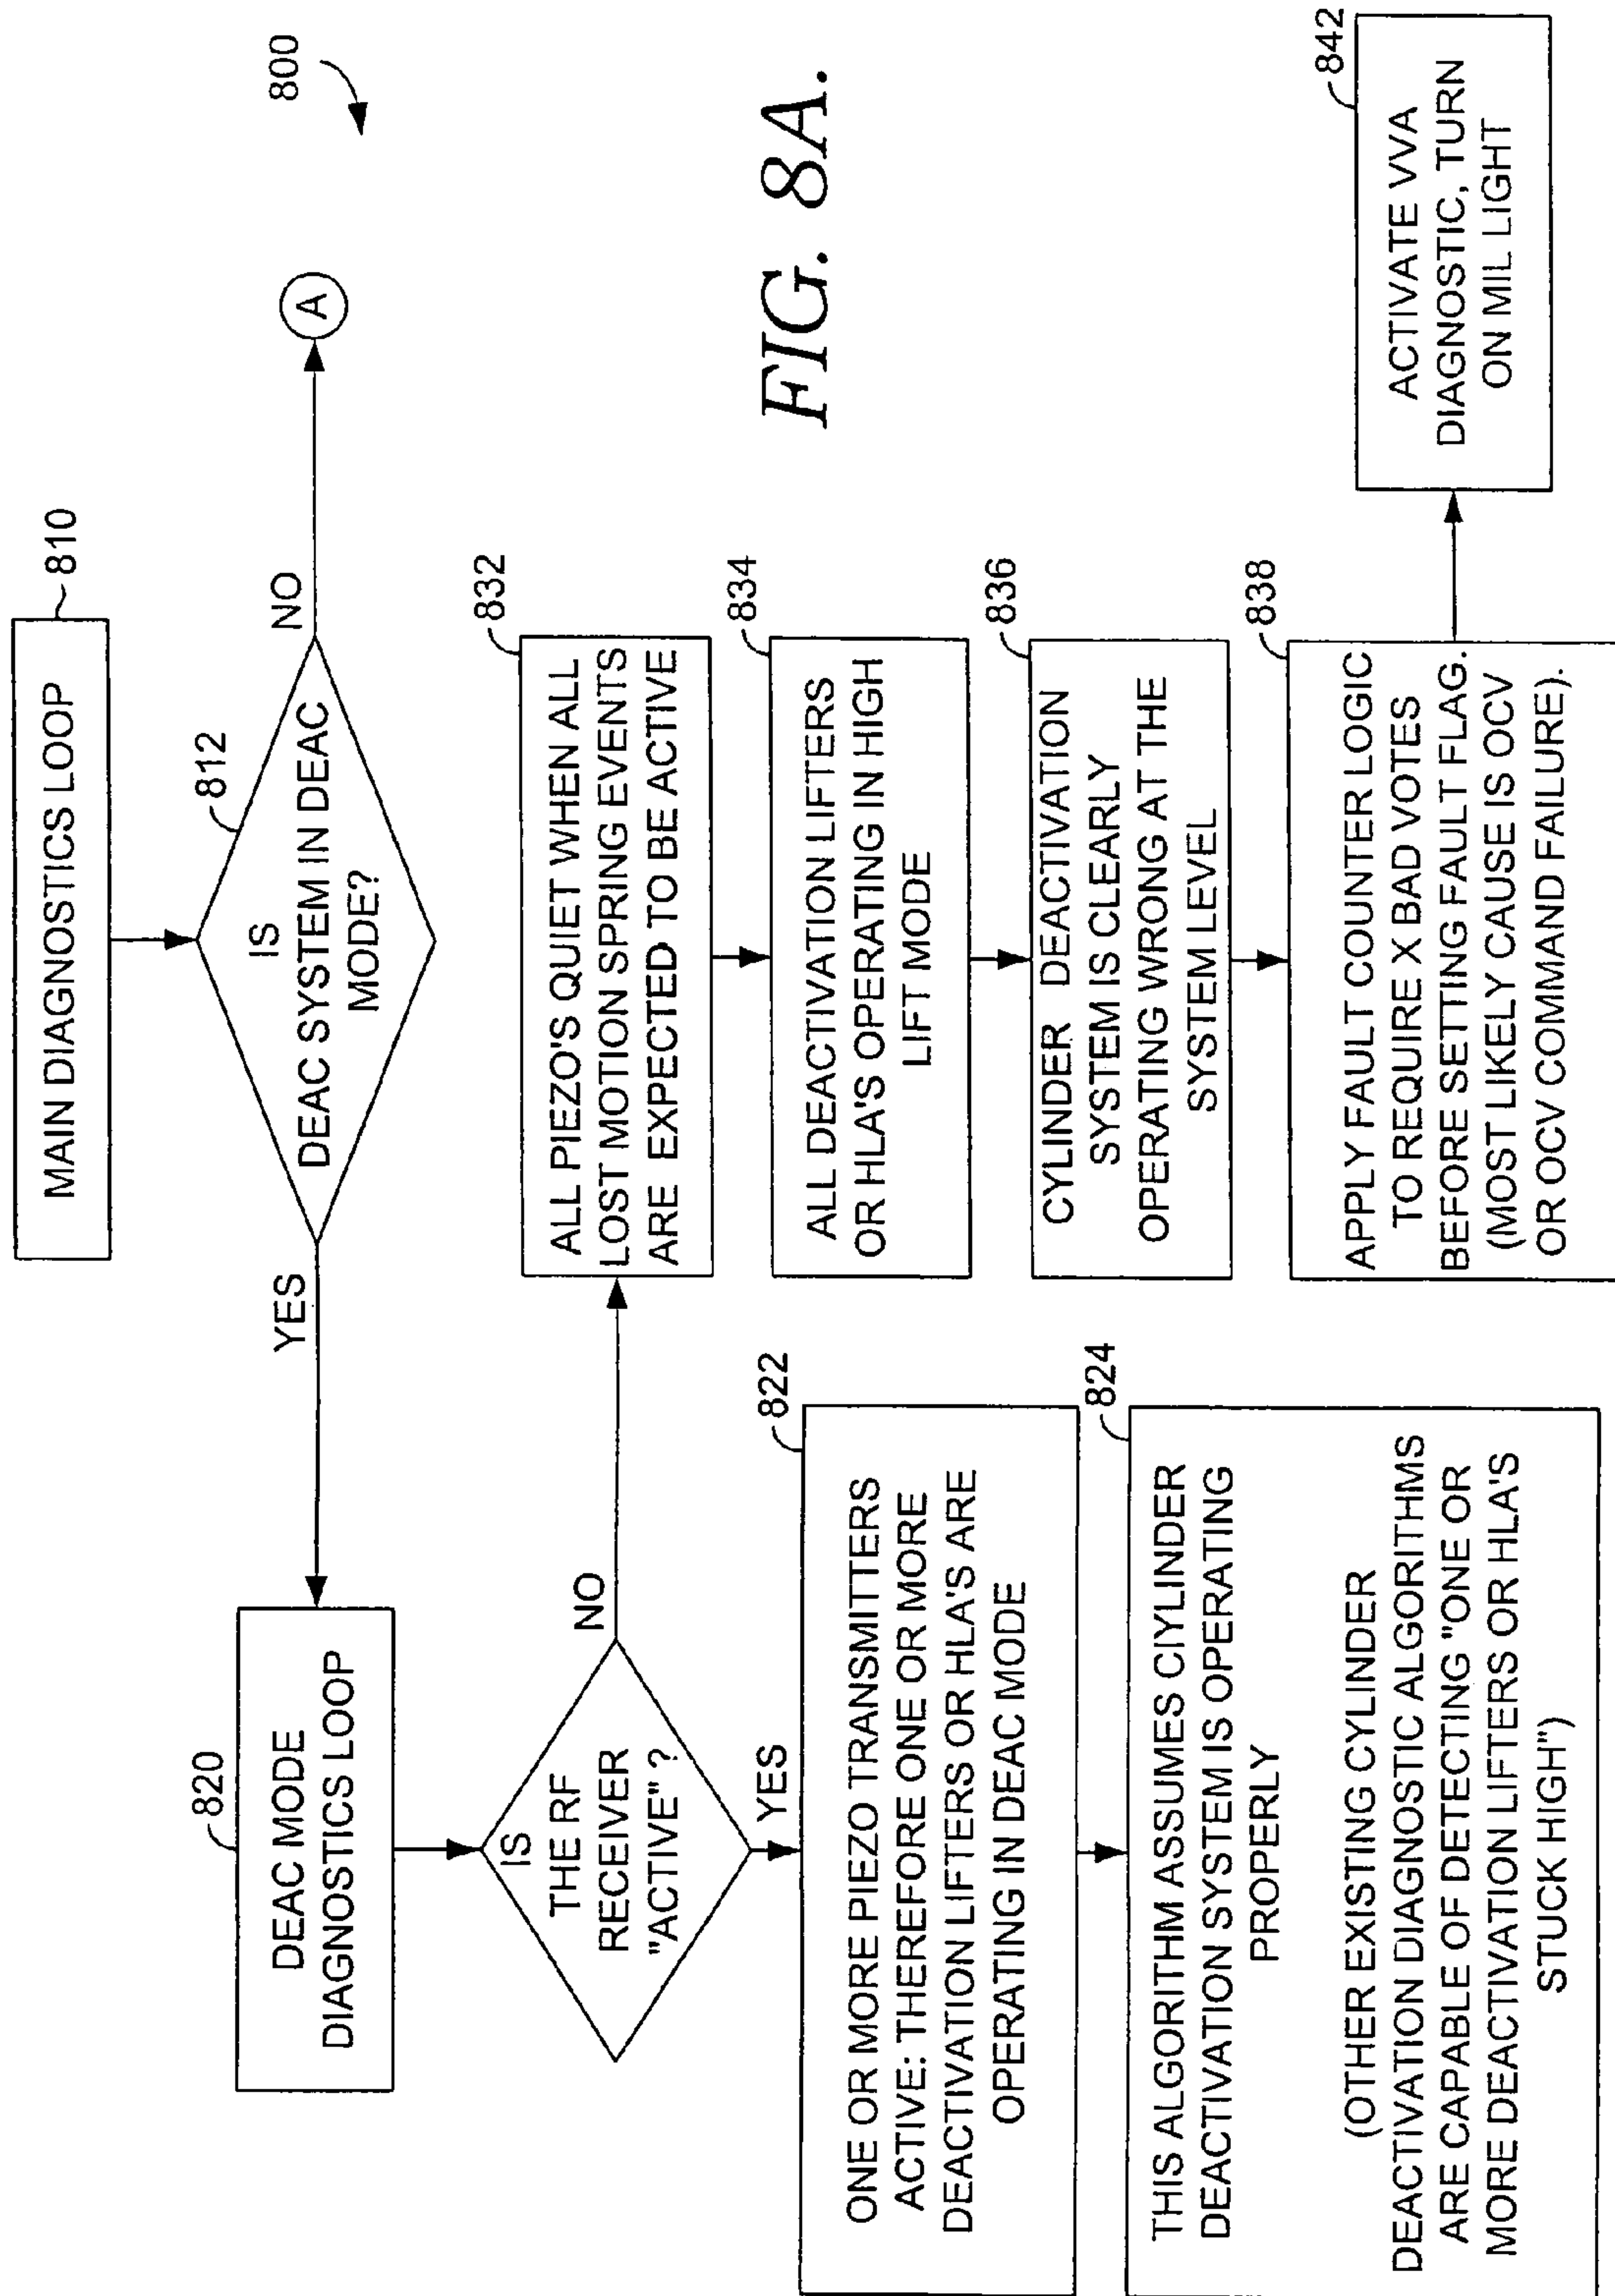 800
MAIN DIAGNOSTICS LOOP
810
812
IS
DEAC SYSTEM IN DEAC
MODE?
NO
A
YES
820
DEAC MODE
DIAGNOSTICS LOOP
IS
THE RF
RECEIVER
"ACTIVE" ?
NO
YES
822
ONE OR MORE PIEZO TRANSMITTERS
ACTIVE: THEREFORE ONE OR MORE
DEACTIVATION LIFTERS OR HLA'S ARE
OPERATING IN DEAC MODE
824
THIS ALGORITHM ASSUMES CIYLINDER
DEACTIVATION SYSTEM IS OPERATING
PROPERLY
(OTHER EXISTING CYLINDER
DEACTIVATION DIAGNOSTIC ALGORITHMS
ARE CAPABLE OF DETECTING "ONE OR
MORE DEACTIVATION LIFTERS OR HLA'S
STUCK HIGH")
832
ALL PIEZO'S QUIET WHEN ALL
LOST MOTION SPRING EVENTS
ARE EXPECTED TO BE ACTIVE
834
ALL DEACTIVATION LIFTERS
OR HLA'S OPERATING IN HIGH
LIFT MODE
836
CYLINDER DEACTIVATION
SYSTEM IS CLEARLY
OPERATING WRONG AT THE
SYSTEM LEVEL
838
APPLY FAULT COUNTER LOGIC
TO REQUIRE X BAD VOTES
BEFORE SETTING FAULT FLAG.
(MOST LIKELY CAUSE IS OCV
OR OCV COMMAND FAILURE).
842
ACTIVATE VVA
DIAGNOSTIC, TURN
ON MIL LIGHT
FIG. 8A.